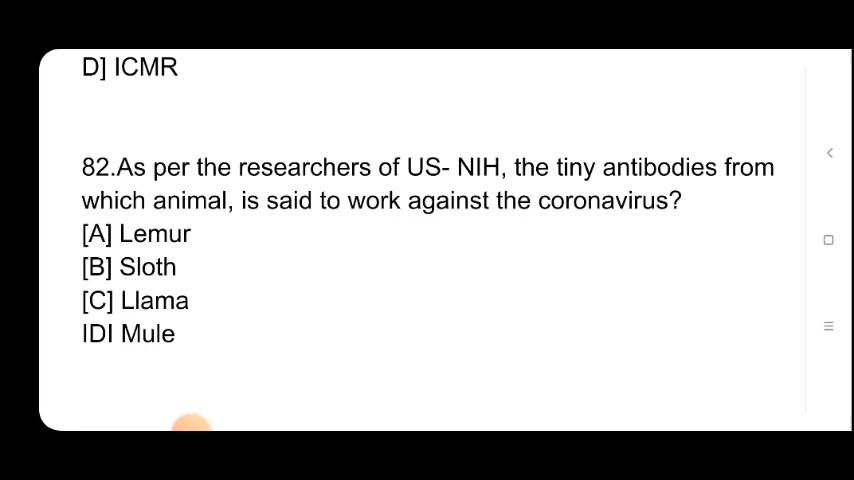 D] ICMR
82.As per the researchers of US- NIH, the tiny antibodies from
which animal, is said to work against the coronavirus?
[A] Lemur
[B] Sloth
[C] Llama
IDI Mule